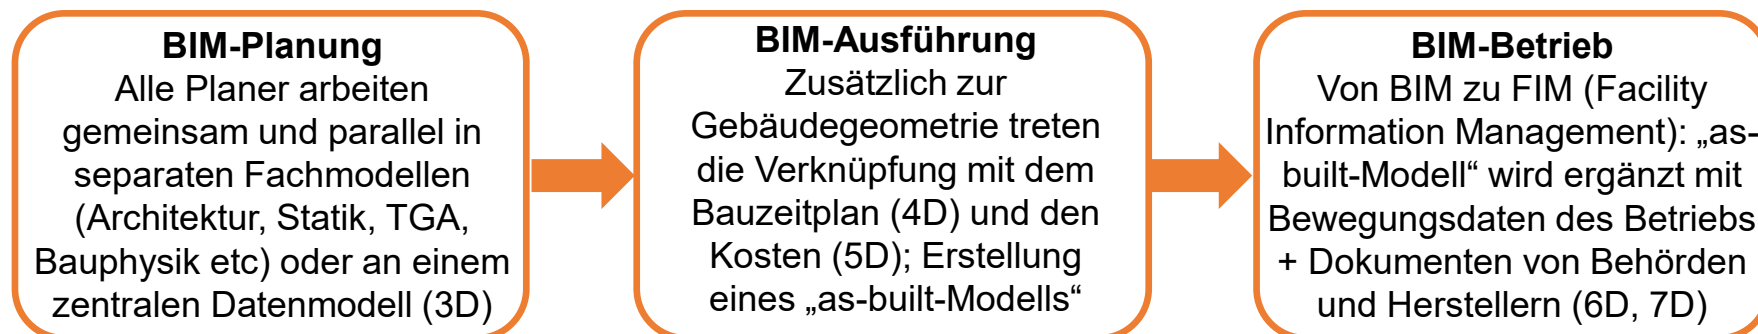 BIM-Planung
Alle Planer arbeiten
gemeinsam und parallel in
separaten Fachmodellen
(Architektur, Statik, TGA,
Bauphysik etc) oder an einem
zentralen Datenmodell (3D)
BIM-Ausführung
Zusätzlich zur
Gebäudegeometrie treten
die Verknüpfung mit dem
Bauzeitplan (4D) und den
Kosten (5D); Erstellung
eines „as-built-Modells“
BIM-Betrieb
Von BIM zu FIM (Facility
Information Management): „as-
built-Modell“ wird ergänzt mit
Bewegungsdaten des Betriebs
+ Dokumenten von Behörden
und Herstellern (6D, 7D)